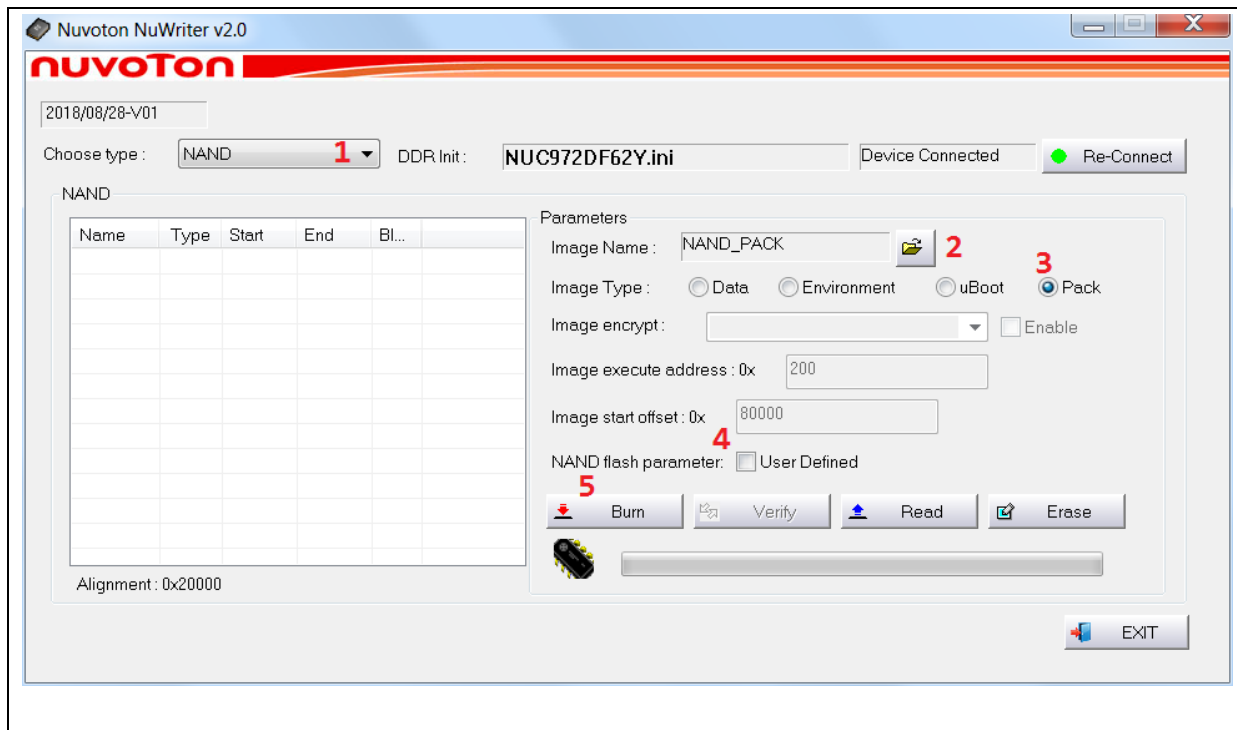 Nuvoton NuWriter v2.0
nuvoTon
2018/08/28-V01
Choose type : NAND 1 DDR Init : NUC972DF62Y.ini Device Connected Re-Connect
NAND
Name Type Start End Bl...
Alignment : 0x20000
Parameters
Image Name : NAND_PACK 2
3
Image Type : Data Environment uBoot Pack
Image encrypt : Enable
Image execute address : 0x 200
Image start offset : 0x 80000
4
NAND flash parameter: User Defined
5
Burn Verify Read Erase
EXIT